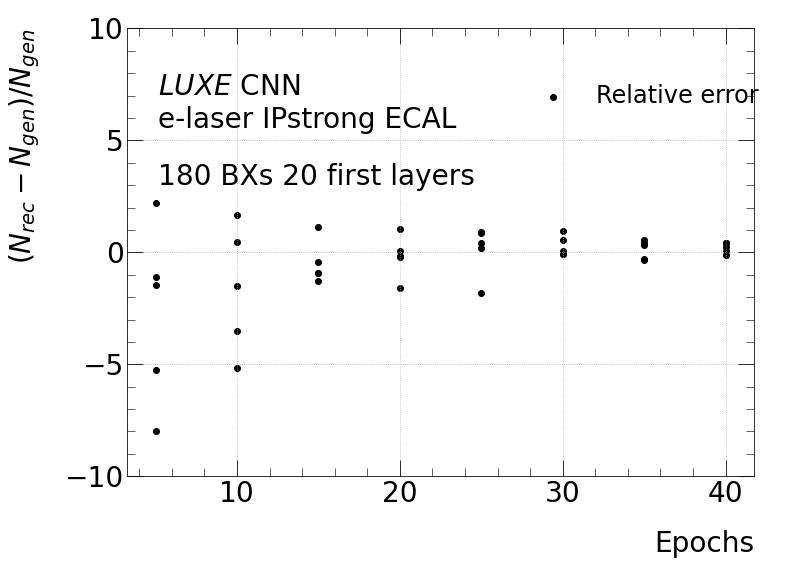 (N_rec − N_gen)/N_gen
10
5
0
−5
−10
LUXE CNN
e-laser IPstrong ECAL
180 BXs 20 first layers
Relative error
10 20 30 40
Epochs